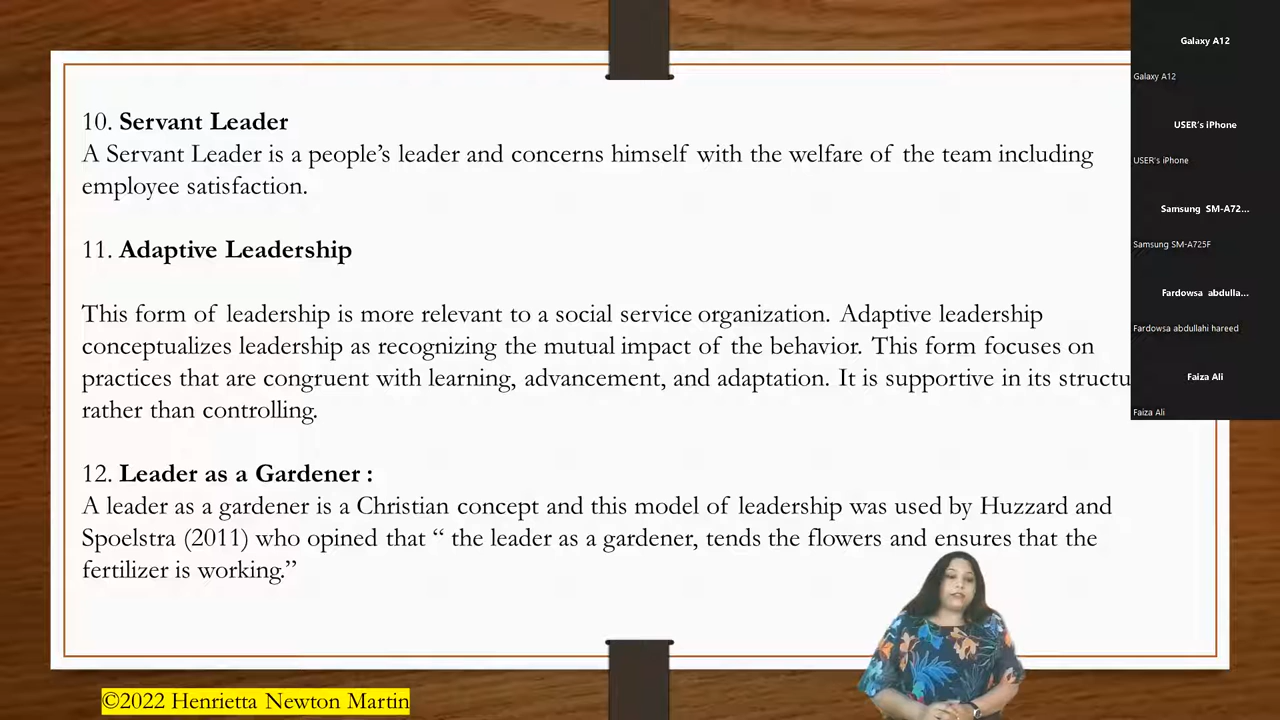 10. Servant Leader
A Servant Leader is a people’s leader and concerns himself with the welfare of the team including
employee satisfaction.
11. Adaptive Leadership
This form of leadership is more relevant to a social service organization. Adaptive leadership
conceptualizes leadership as recognizing the mutual impact of the behavior. This form focuses on
practices that are congruent with learning, advancement, and adaptation. It is supportive in its structu
rather than controlling.
12. Leader as a Gardener :
A leader as a gardener is a Christian concept and this model of leadership was used by Huzzard and
Spoelstra (2011) who opined that “ the leader as a gardener, tends the flowers and ensures that the
fertilizer is working.”
©2022 Henrietta Newton Martin
Galaxy A12
Galaxy A12
USER's iPhone
USER's iPhone
Samsung SM-A72...
Samsung SM-A725F
Fardowsa abdulla...
Fardowsa abdullahi hareed
Faiza Ali
Faiza Ali